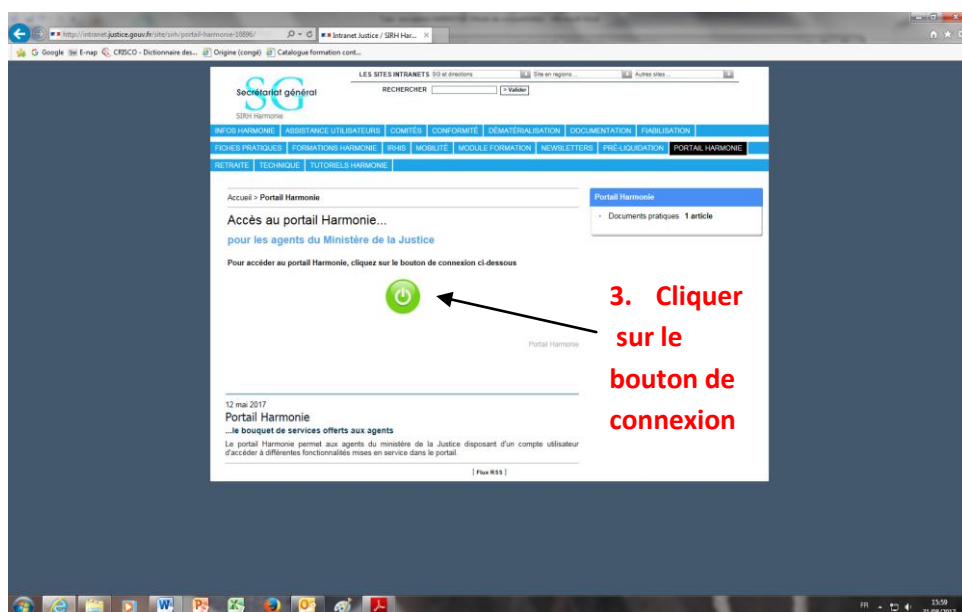 http://intranet.justice.gouv.fr/site/sirh/portail-harmonie-10896/
Intranet Justice / SIRH Har...
Google
E-nap
CRISCO - Dictionnaire des...
Origine (congé)
Catalogue formation cont...
LES SITES INTRANETS SG et directions
Site en regions ...
Autres sites ...
RECHERCHER
> Valider
SG
Secrétariat général
SIRH Harmonie
INFOS HARMONIE ASSISTANCE UTILISATEURS COMITÉS CONFORMITÉ DÉMATÉRIALISATION DOCUMENTATION FIABILISATION
FICHES PRATIQUES FORMATIONS HARMONIE IRHIS MOBILITÉ MODULE FORMATION NEWSLETTERS PRÉ-LIQUIDATION PORTAIL HARMONIE
RETRAITE TECHNIQUE TUTORIELS HARMONIE
Accueil > Portail Harmonie
Accès au portail Harmonie...
pour les agents du Ministère de la Justice
Pour accéder au portail Harmonie, cliquez sur le bouton de connexion ci-dessous
Portail Harmonie
Portail Harmonie
Documents pratiques 1 article
3. Cliquer
sur le
bouton de
connexion
12 mai 2017
Portail Harmonie
...le bouquet de services offerts aux agents
Le portail Harmonie permet aux agents du ministère de la Justice disposant d'un compte utilisateur
d'accéder à différentes fonctionnalités mises en service dans le portail.
[ Flux RSS ]
FR
15:59